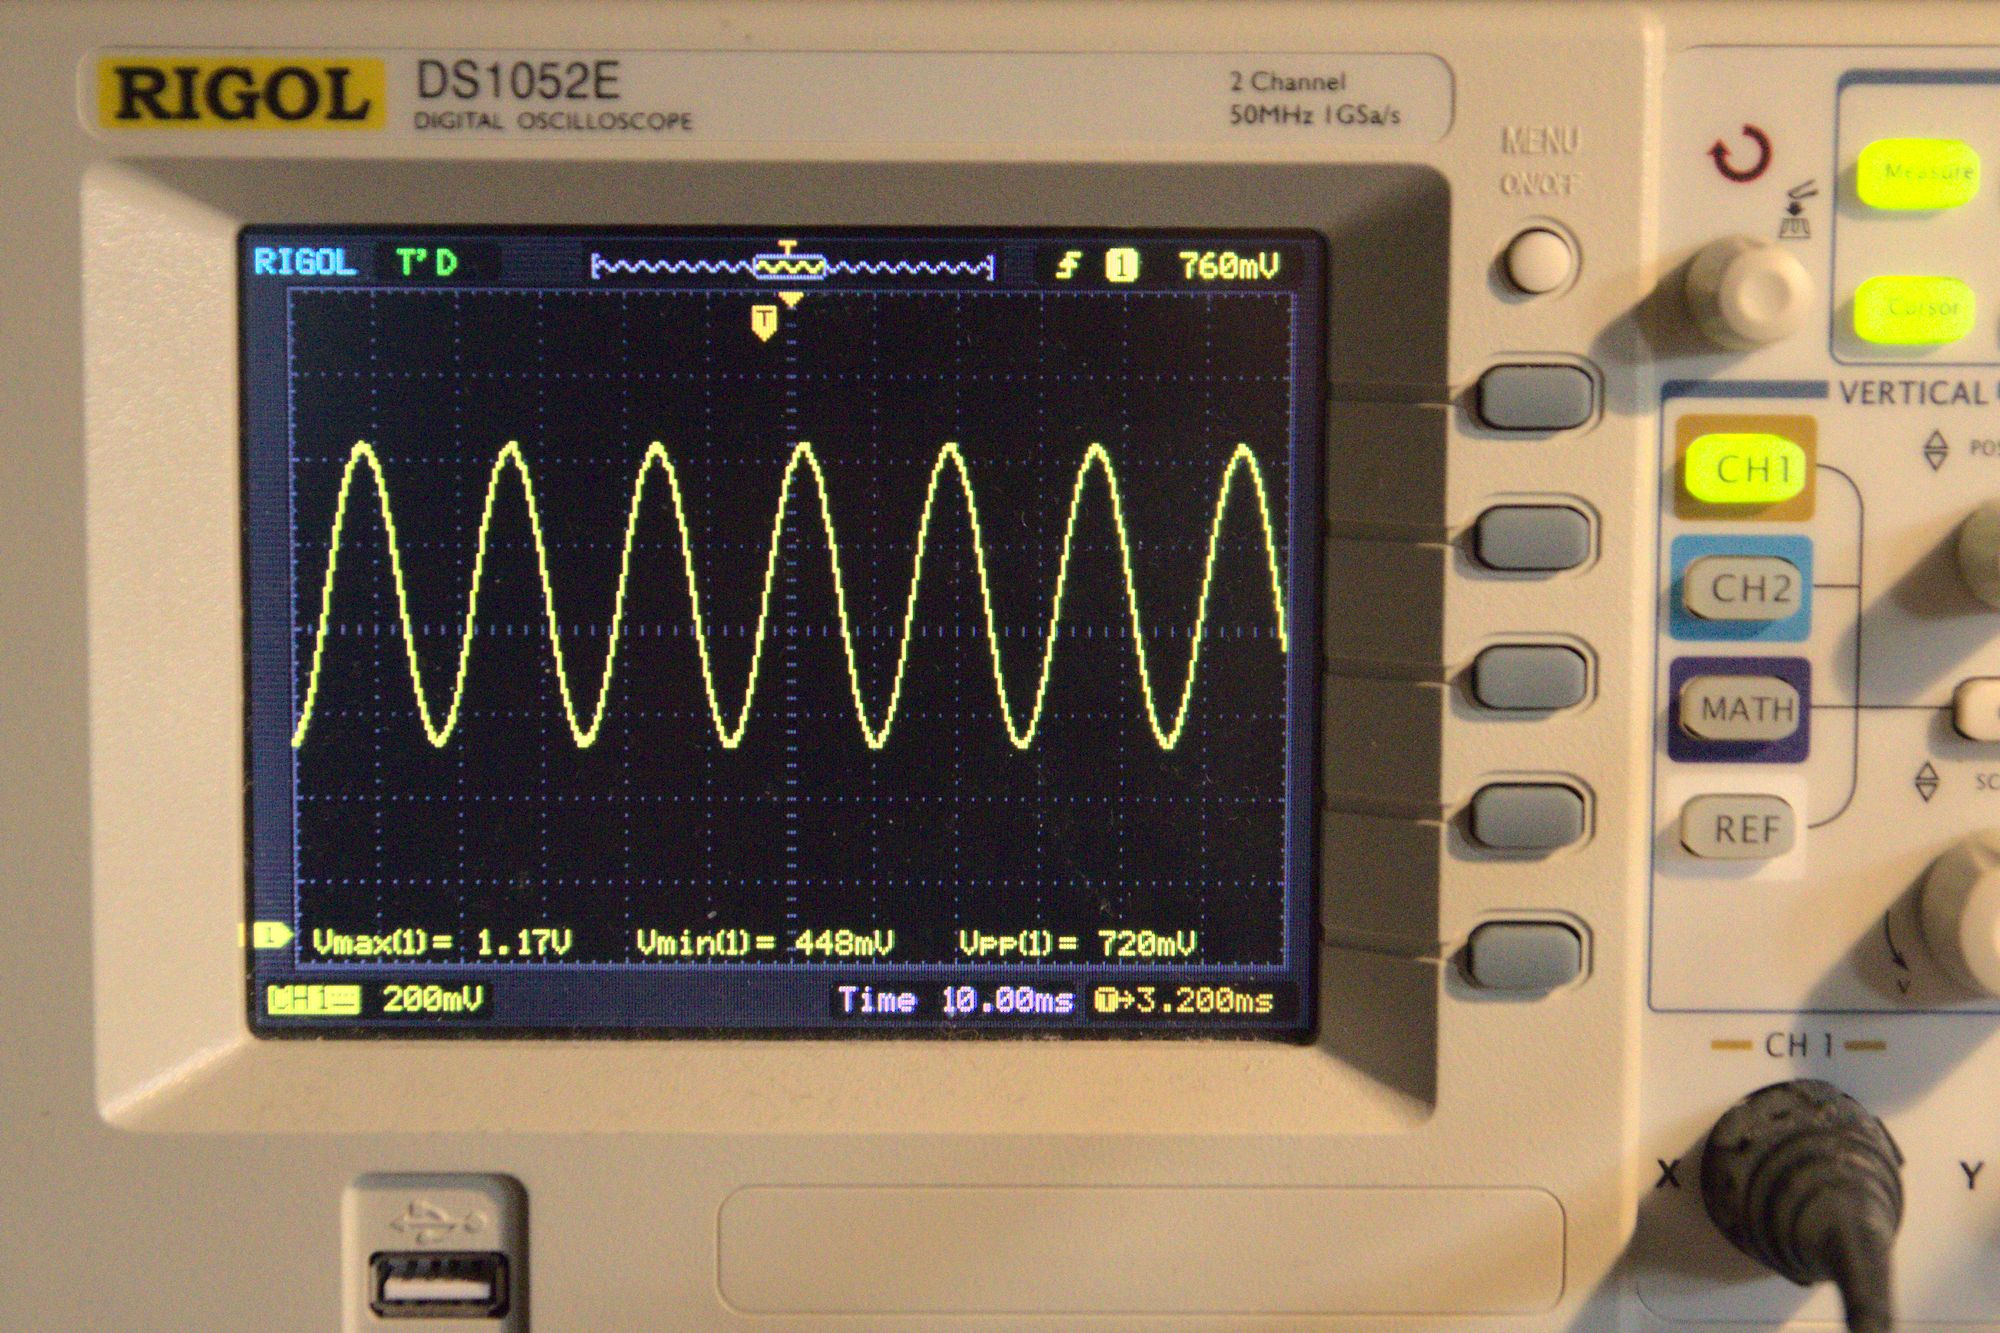 RIGOL DS1052E
DIGITAL OSCILLOSCOPE
2 Channel
50MHz 1GSa/s
MENU
ON/OFF
Measure
Cursor
RIGOL T'D T 1 760mV
T
1 Vmax(1)= 1.17V Vmin(1)= 448mV Vpp(1)= 720mV
CH1 200mV Time 10.00ms T→3.200ms
VERTICAL
CH1
CH2
MATH
REF
CH 1
X Y
V